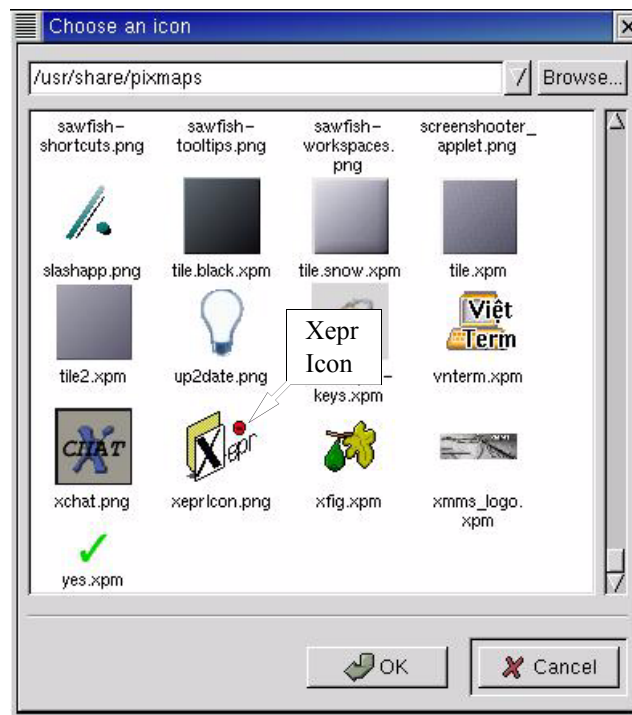 Choose an icon
/usr/share/pixmaps
Browse...
sawfish-
shortcuts.png
sawfish-
tooltips.png
sawfish-
workspaces.
png
screenshooter_
applet.png
slashapp.png
tile.black.xpm
tile.snow.xpm
tile.xpm
Việt
Term
Xepr
Icon
tile2.xpm
up2date.png
keys.xpm
vnterm.xpm
CHAT
Xepr
xchat.png
xeprIcon.png
xfig.xpm
xmms_logo.
xpm
yes.xpm
OK
Cancel